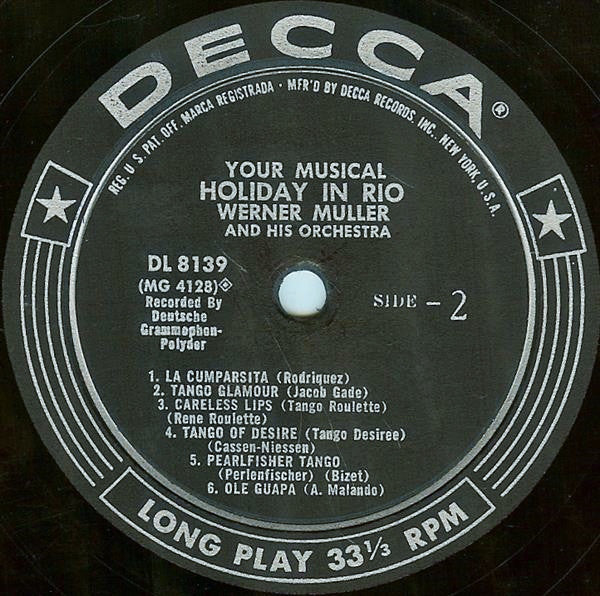 DECCA®
REG. U.S. PAT. OFF. MARCA REGISTRADA • MFR'D BY DECCA RECORDS, INC., NEW YORK, U.S.A.
YOUR MUSICAL
HOLIDAY IN RIO
WERNER MULLER
AND HIS ORCHESTRA
DL 8139
(MG 4128)
Recorded By
Deutsche
Grammophon-
Polydor
SIDE - 2
1. LA CUMPARSITA (Rodriquez)
2. TANGO GLAMOUR (Jacob Gade)
3. CARELESS LIPS (Tango Roulette)
(Rene Roulette)
4. TANGO OF DESIRE (Tango Desiree)
(Cassen-Niessen)
5. PEARLFISHER TANGO
(Perlenfischer) (Bizet)
6. OLE GUAPA (A. Malando)
LONG PLAY 33⅓ RPM